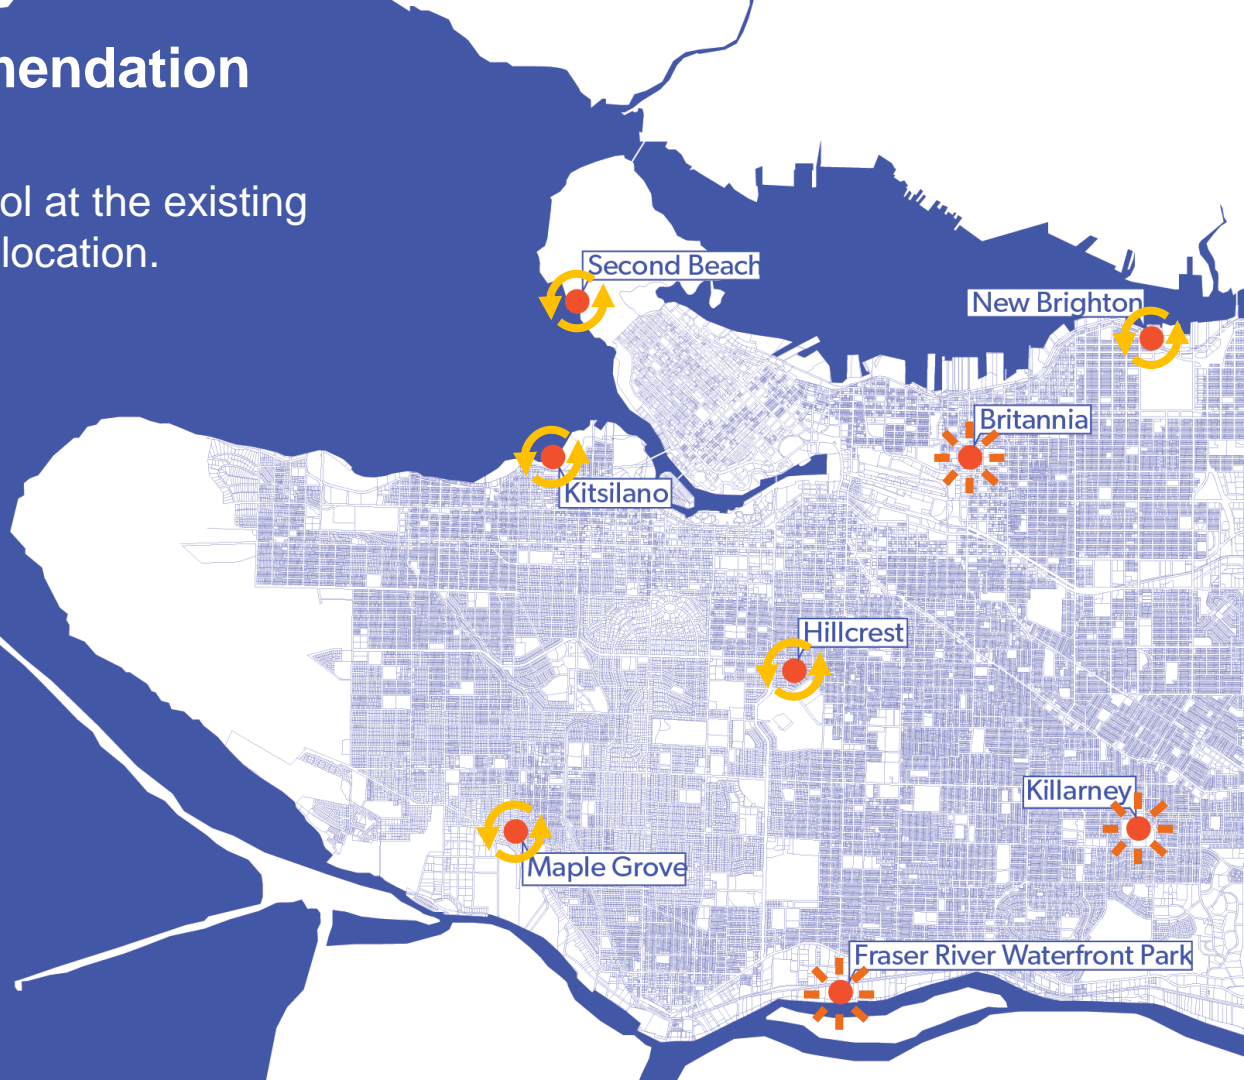 mendation
ol at the existing
location.
Second Beach
New Brighton
Britannia
Kitsilano
Hillcrest
Killarney
Maple Grove
Fraser River Waterfront Park